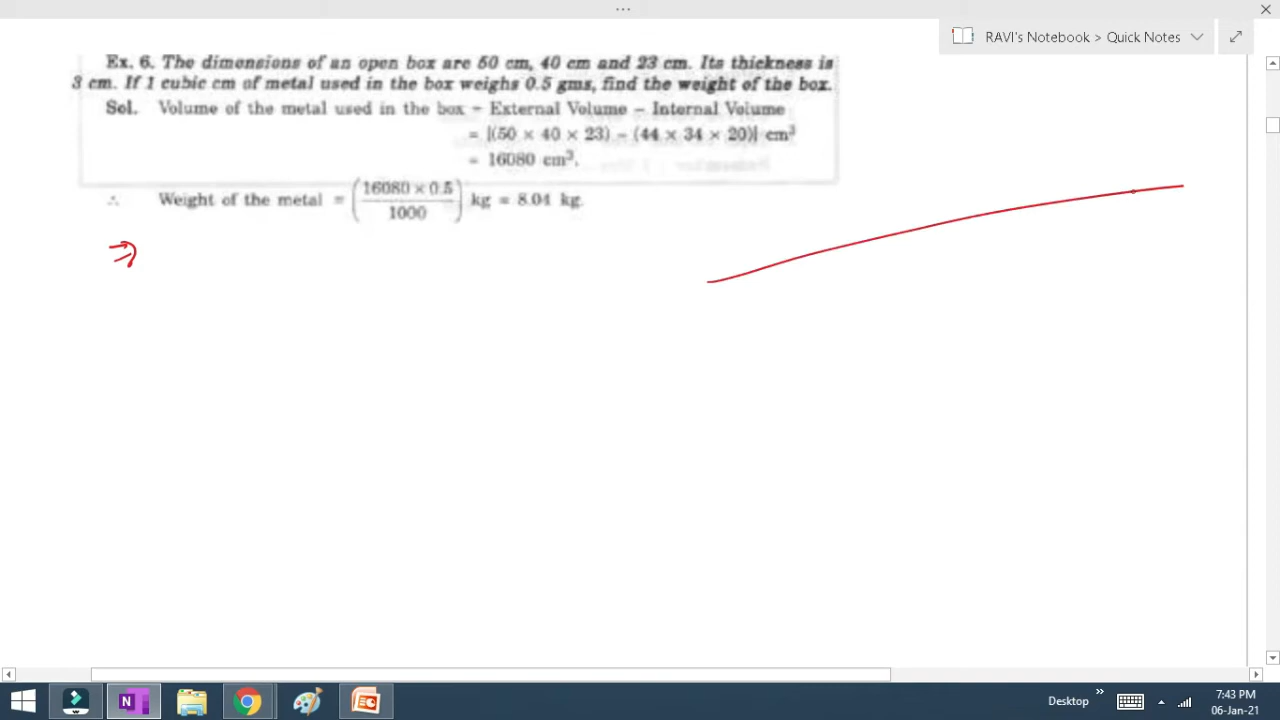 ...
RAVI's Notebook > Quick Notes
Ex. 6. The dimensions of an open box are 50 cm, 40 cm and 23 cm. Its thickness is
3 cm. If 1 cubic cm of metal used in the box weighs 0.5 gms, find the weight of the box.
Sol. Volume of the metal used in the box = External Volume – Internal Volume
= [(50 × 40 × 23) – (44 × 34 × 20)] cm³
= 16080 cm³.
∴ Weight of the metal = (16080 × 0.5 / 1000) kg = 8.04 kg.
⇒
N
Desktop
7:43 PM
06-Jan-21